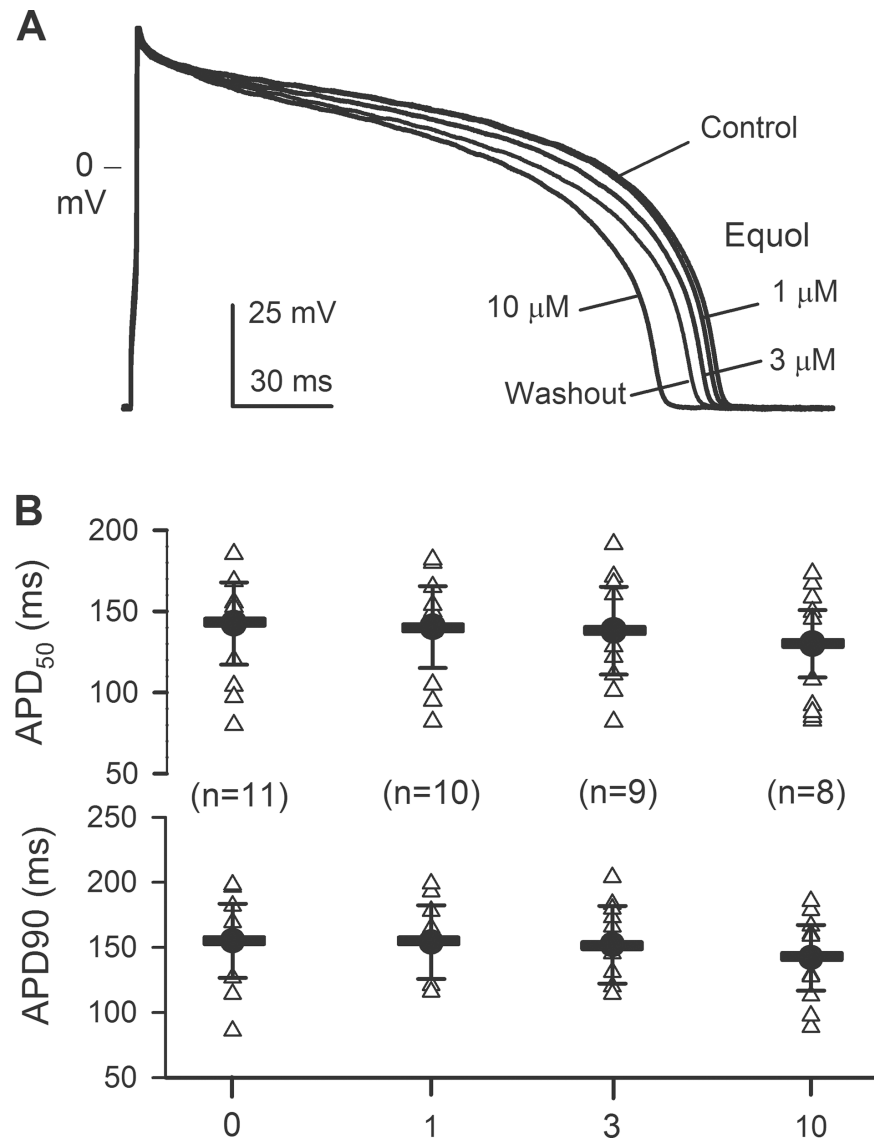 A
Control
0
mV
Equol
25 mV
10 μM
1 μM
30 ms
3 μM
Washout
B
APD50 (ms)
200
150
100
50
(n=11) (n=10) (n=9) (n=8)
APD90 (ms)
250
200
150
100
50
0 1 3 10